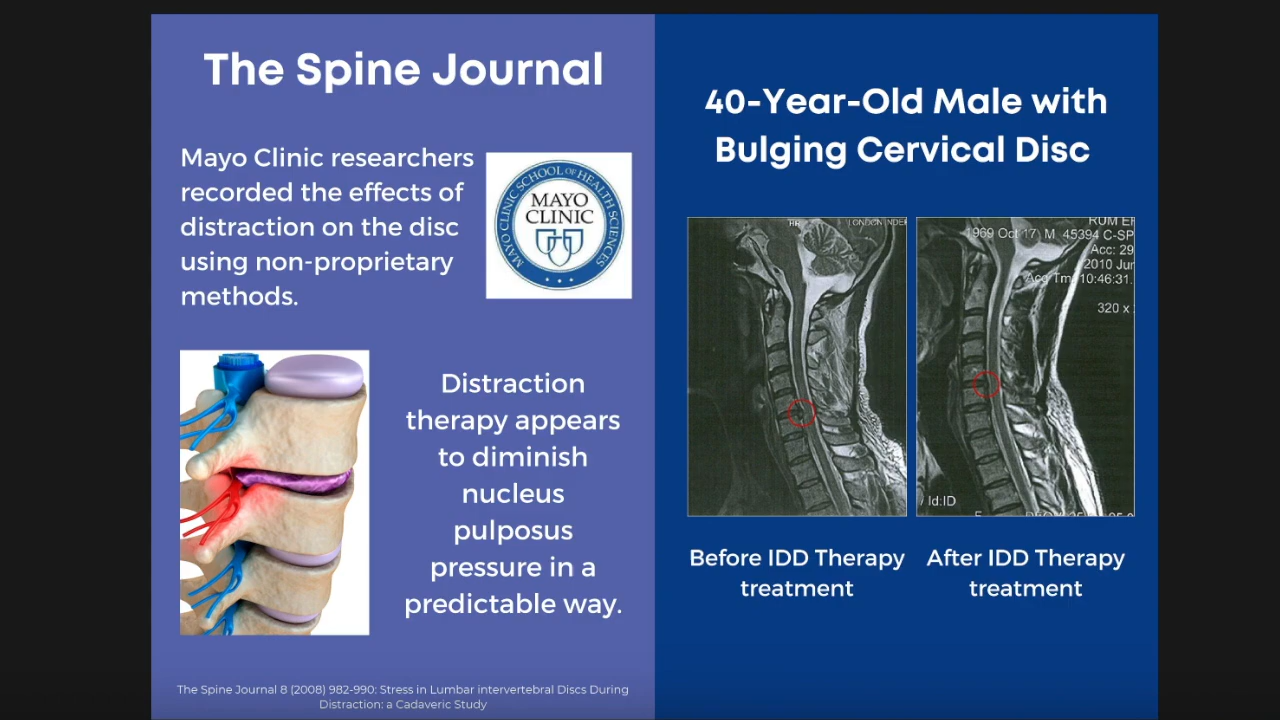 The Spine Journal
Mayo Clinic researchers
recorded the effects of
distraction on the disc
using non-proprietary
methods.
MAYO CLINIC SCHOOL OF HEALTH SCIENCES
MAYO
CLINIC
Distraction
therapy appears
to diminish
nucleus
pulposus
pressure in a
predictable way.
The Spine Journal 8 (2008) 982-990: Stress in Lumbar intervertebral Discs During
Distraction: a Cadaveric Study
40-Year-Old Male with
Bulging Cervical Disc
LONDON
1969 Oct 17 M 45394 C-SP
Acc: 29
2010 Jun
Acq Tm: 10:46:31.
320 x
/ Id:ID
Before IDD Therapy
treatment
After IDD Therapy
treatment